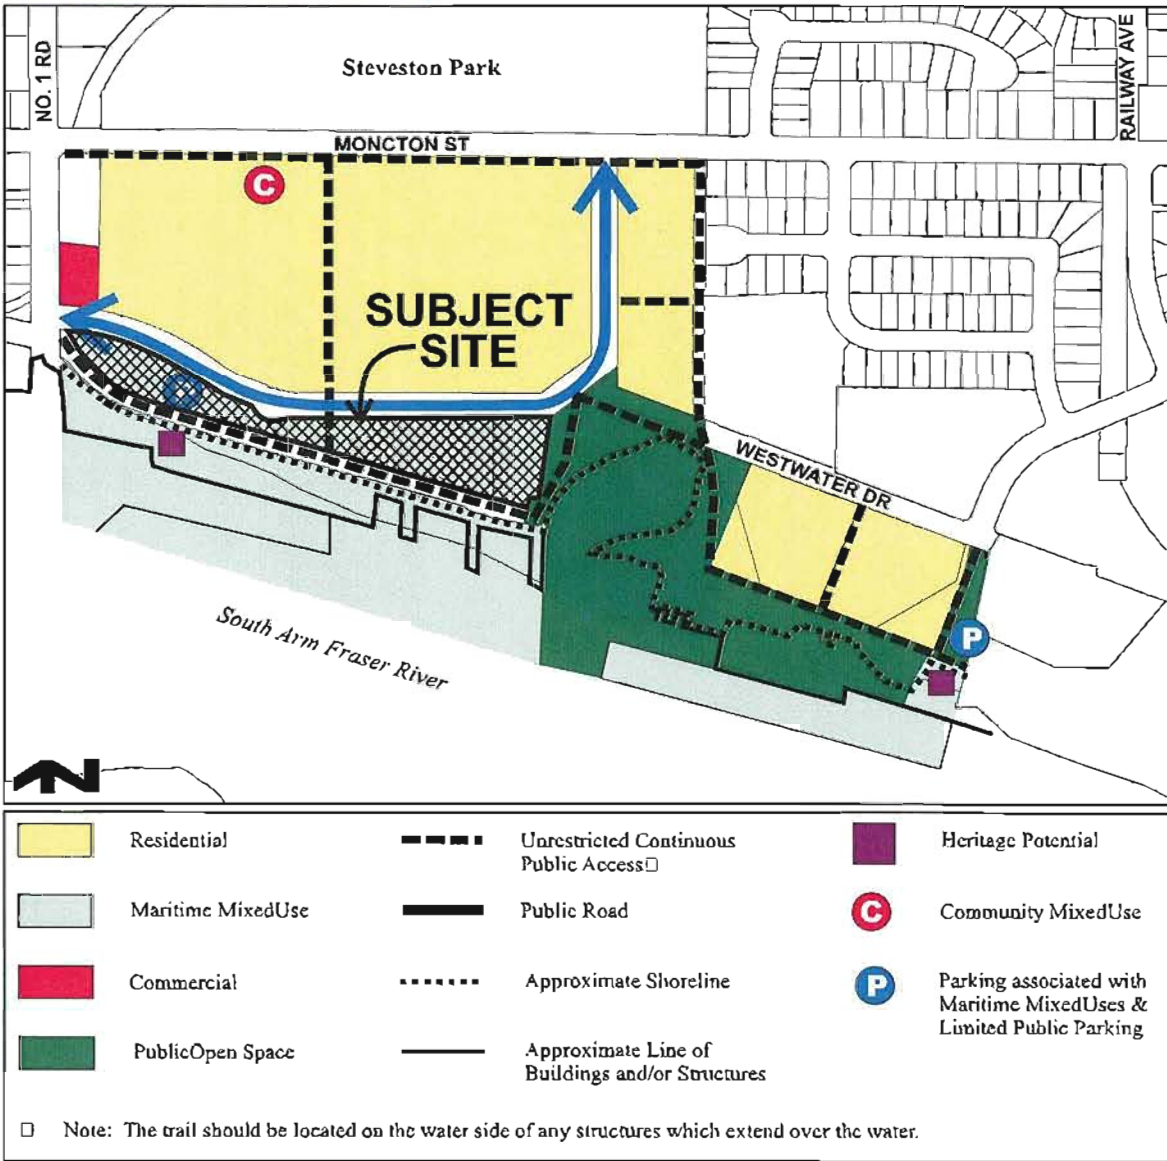 NO. 1 RD
Steveston Park
RAILWAY AVE
MONCTON ST
C
SUBJECT
SITE
WESTWATER DR
P
South Arm Fraser River
N
Residential
Maritime MixedUse
Commercial
PublicOpen Space
Unrestricted Continuous
Public Access□
Public Road
Approximate Shoreline
Approximate Line of
Buildings and/or Structures
Heritage Potential
C
Community MixedUse
P
Parking associated with
Maritime MixedUses &
Limited Public Parking
□ Note: The trail should be located on the water side of any structures which extend over the water.